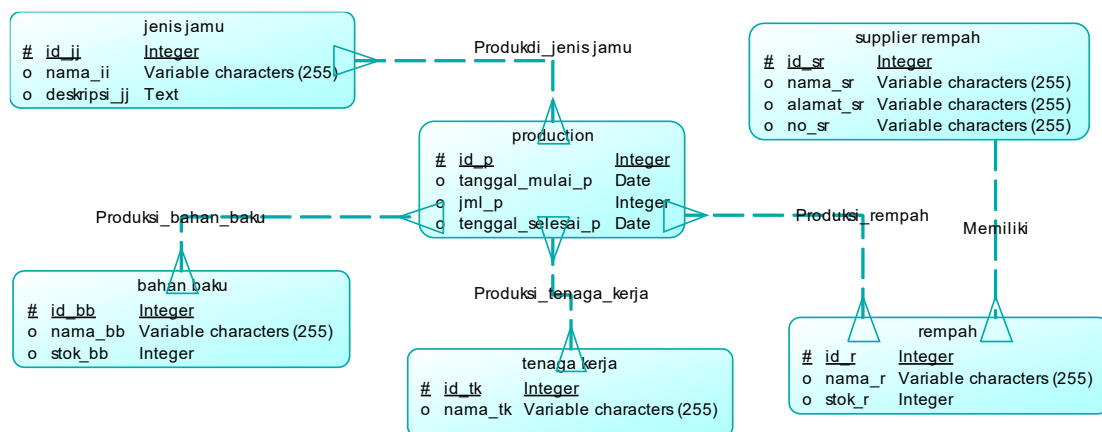 jenis jamu
# id_jj Integer
o nama_ii Variable characters (255)
o deskripsi_jj Text
Produkdi_jenis jamu
supplier rempah
# id_sr Integer
o nama_sr Variable characters (255)
o alamat_sr Variable characters (255)
o no_sr Variable characters (255)
production
# id_p Integer
o tanggal_mulai_p Date
o jml_p Integer
o tenggal_selesai_p Date
Produksi_bahan_baku
Produksi_rempah
Memiliki
bahan baku
# id_bb Integer
o nama_bb Variable characters (255)
o stok_bb Integer
Produksi_tenaga_kerja
tenaga kerja
# id_tk Integer
o nama_tk Variable characters (255)
rempah
# id_r Integer
o nama_r Variable characters (255)
o stok_r Integer